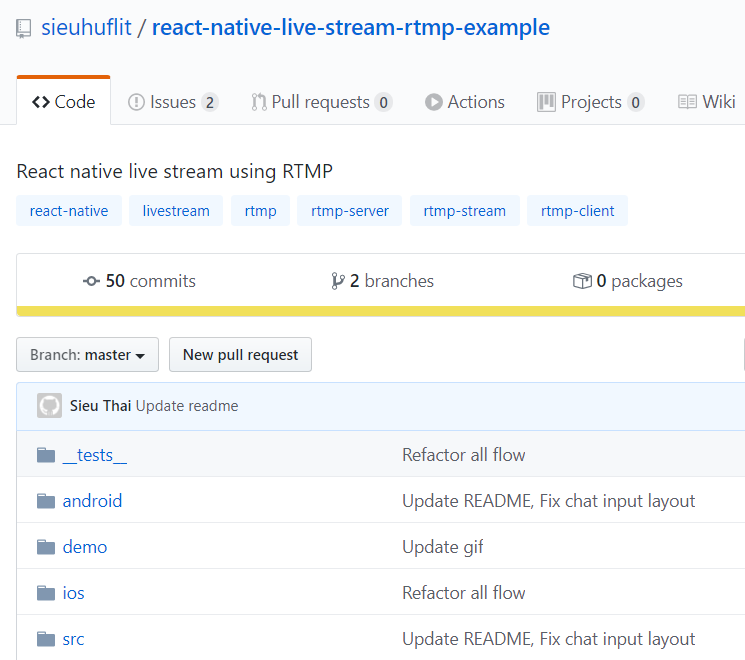 sieuhuflit / react-native-live-stream-rtmp-example
Code Issues 2 Pull requests 0 Actions Projects 0 Wiki
React native live stream using RTMP
react-native livestream rtmp rtmp-server rtmp-stream rtmp-client
50 commits 2 branches 0 packages
Branch: master New pull request
Sieu Thai Update readme
__tests__ Refactor all flow
android Update README, Fix chat input layout
demo Update gif
ios Refactor all flow
src Update README, Fix chat input layout